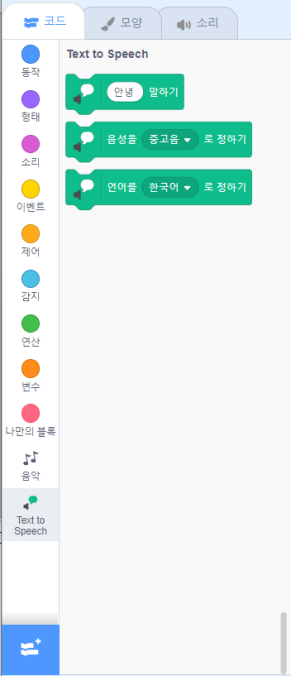 코드
모양
소리
Text to Speech
안녕 말하기
음성을 중고음 로 정하기
언어를 한국어 로 정하기
동작
형태
소리
이벤트
제어
감지
연산
변수
나만의 블록
음악
Text to
Speech